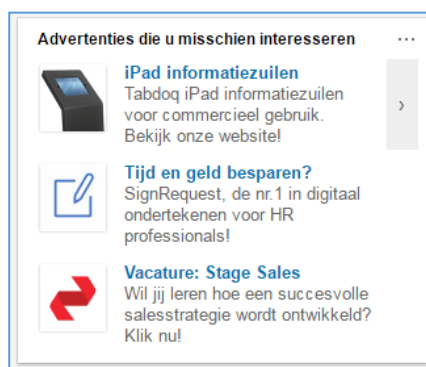 Advertenties die u misschien interesseren ...
iPad informatiezuilen
Tabdoq iPad informatiezuilen
voor commercieel gebruik.
Bekijk onze website!
Tijd en geld besparen?
SignRequest, de nr.1 in digitaal
ondertekenen voor HR
professionals!
Vacature: Stage Sales
Wil jij leren hoe een succesvolle
salesstrategie wordt ontwikkeld?
Klik nu!